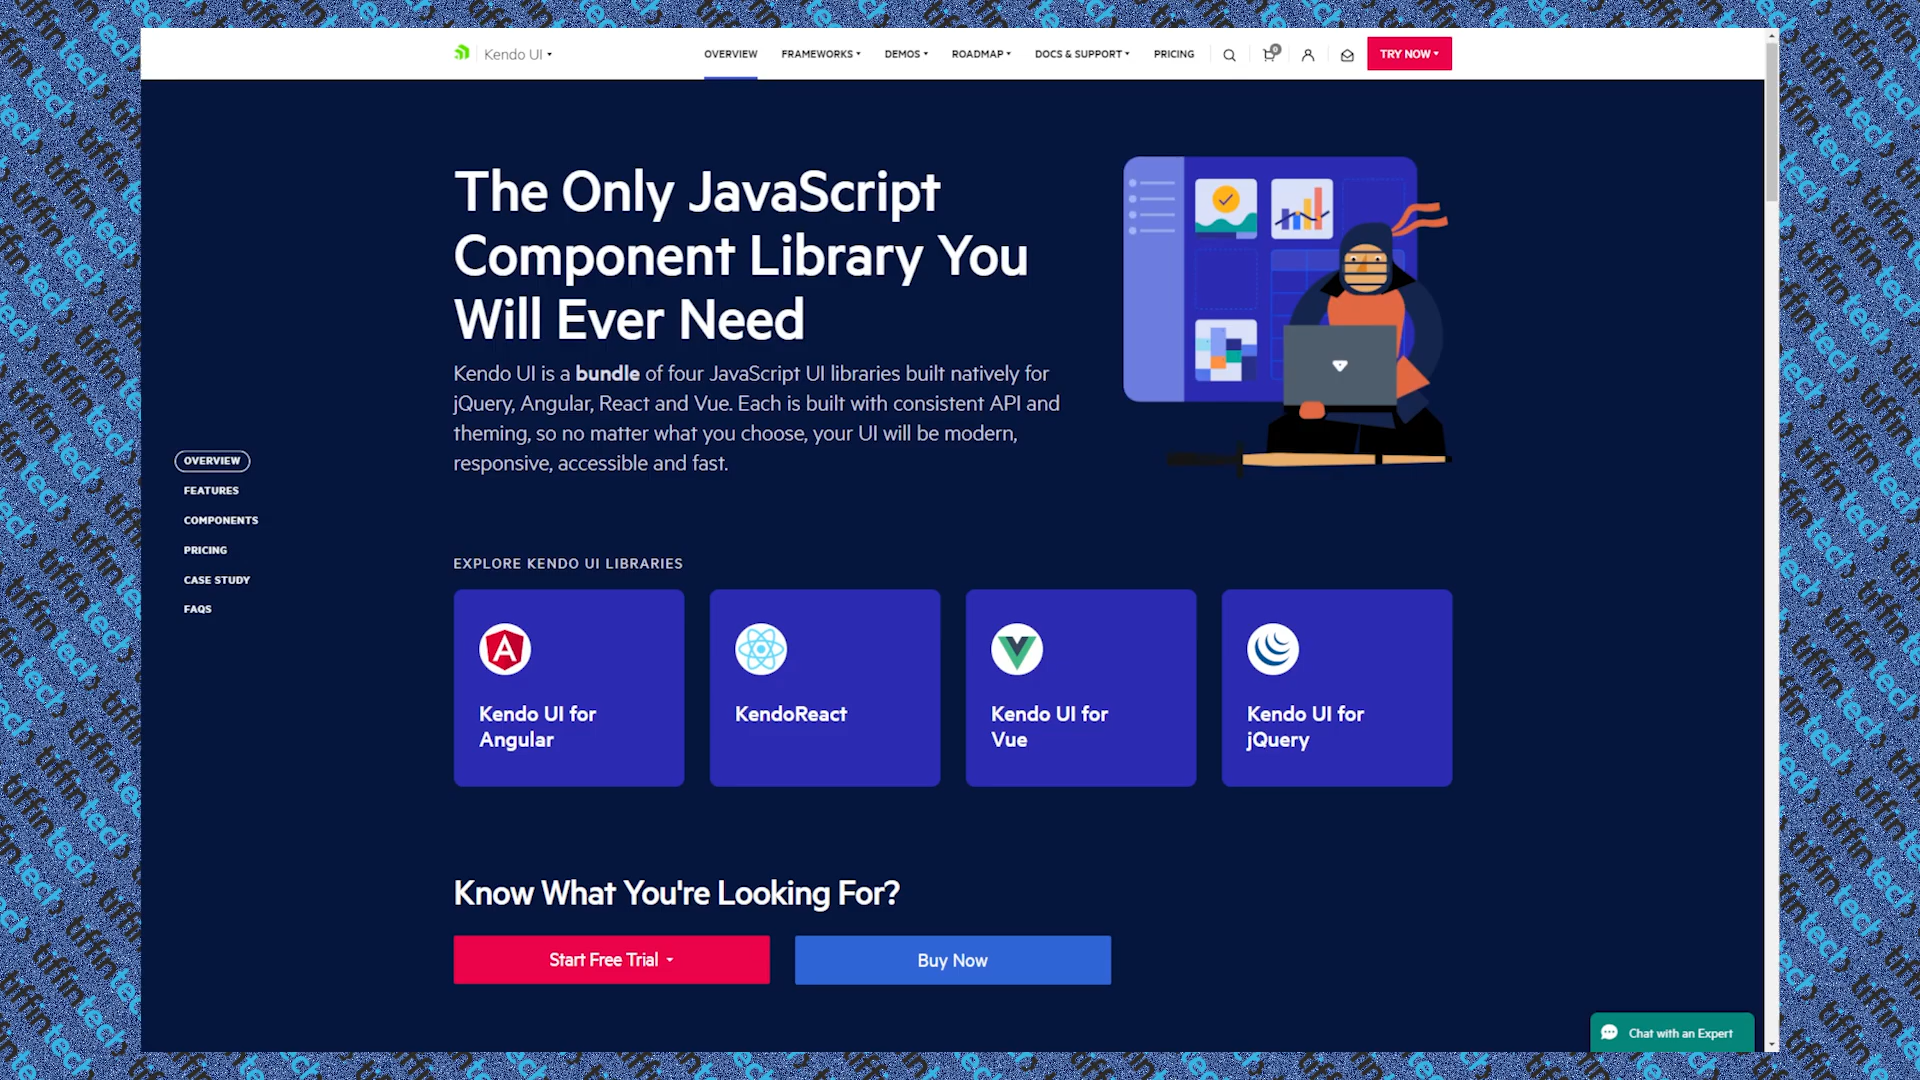 Kendo UI
OVERVIEW
FRAMEWORKS
DEMOS
ROADMAP
DOCS & SUPPORT
PRICING
0
TRY NOW
The Only JavaScript
Component Library You
Will Ever Need
Kendo UI is a bundle of four JavaScript UI libraries built natively for
jQuery, Angular, React and Vue. Each is built with consistent API and
theming, so no matter what you choose, your UI will be modern,
responsive, accessible and fast.
OVERVIEW
FEATURES
COMPONENTS
PRICING
CASE STUDY
FAQS
EXPLORE KENDO UI LIBRARIES
Kendo UI for
Angular
KendoReact
Kendo UI for
Vue
Kendo UI for
jQuery
Know What You're Looking For?
Start Free Trial
Buy Now
Chat with an Expert
tiffintech